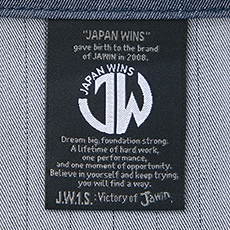 "JAPAN WINS"
gave birth to the brand
of JAWIN in 2008.
JAPAN WINS
JW
Dream big, foundation strong.
A lifetime of hard work,
one performance,
and one moment of opportunity.
Believe in yourself and keep trying,
you will find a way.
J.W.1.S.: Victory of Jawin.